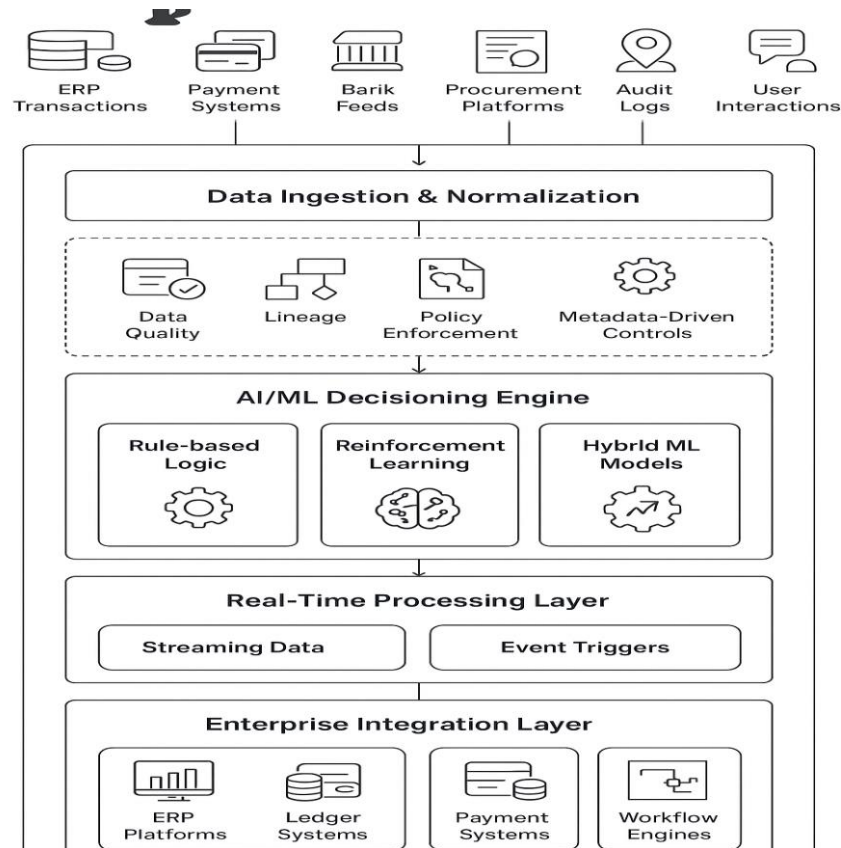 ERP
Transactions
Payment
Systems
Barik
Feeds
Procurement
Platforms
Audit
Logs
User
Interactions
Data Ingestion & Normalization
Data
Quality
Lineage
Policy
Enforcement
Metadata-Driven
Controls
AI/ML Decisioning Engine
Rule-based
Logic
Reinforcement
Learning
Hybrld ML
Models
Real-Time Processing Layer
Streaming Data
Event Triggers
Enterprise Integration Layer
ERP
Platforms
Ledger
Systems
Payment
Systems
Workflow
Engines